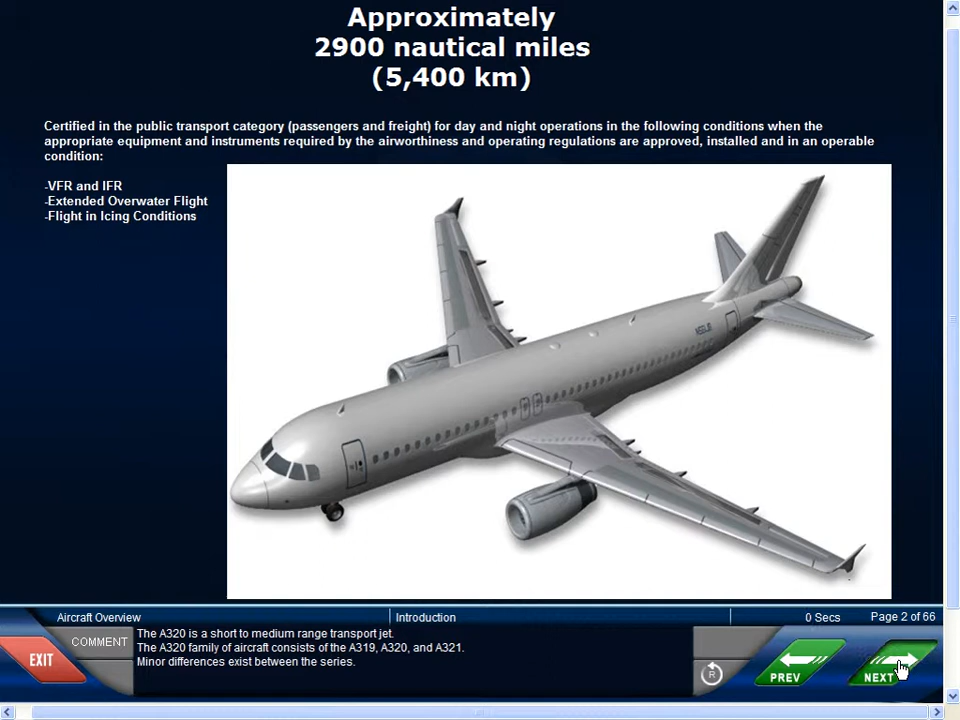 Approximately
2900 nautical miles
(5,400 km)
Certified in the public transport category (passengers and freight) for day and night operations in the following conditions when the
appropriate equipment and instruments required by the airworthiness and operating regulations are approved, installed and in an operable
condition:
-VFR and IFR
-Extended Overwater Flight
-Flight in Icing Conditions
Aircraft Overview
Introduction
0 Secs
Page 2 of 66
EXIT
COMMENT
The A320 is a short to medium range transport jet.
The A320 family of aircraft consists of the A319, A320, and A321.
Minor differences exist between the series.
R
PREV
NEXT